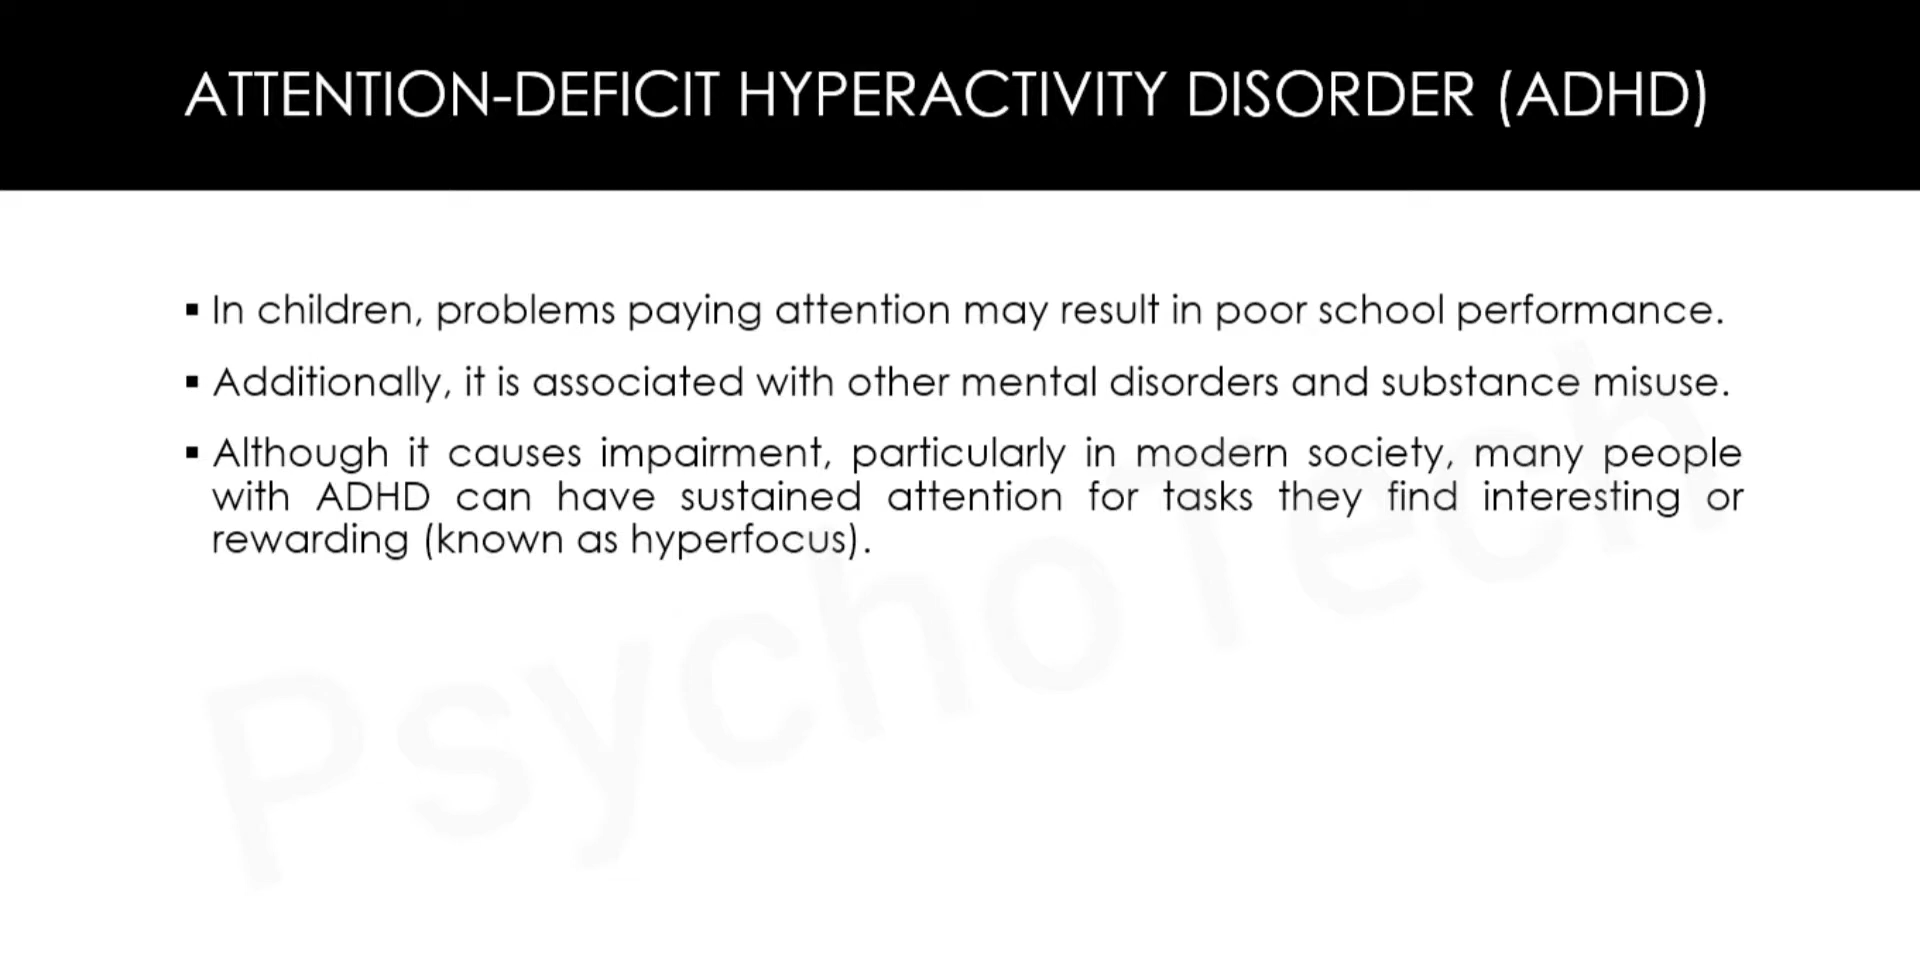 ATTENTION-DEFICIT HYPERACTIVITY DISORDER (ADHD)
▪ In children, problems paying attention may result in poor school performance.
▪ Additionally, it is associated with other mental disorders and substance misuse.
▪ Although it causes impairment, particularly in modern society, many people
with ADHD can have sustained attention for tasks they find interesting or
rewarding (known as hyperfocus).
PsychoTech